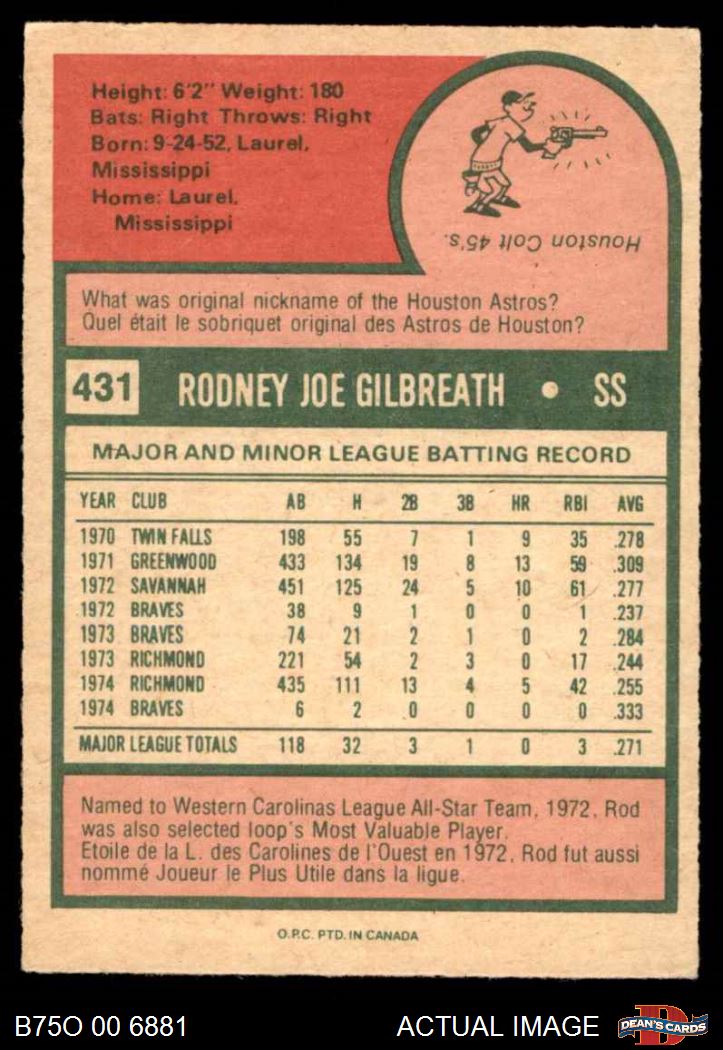 Height: 6'2" Weight: 180
Bats: Right Throws: Right
Born: 9-24-52, Laurel,
Mississippi
Home: Laurel,
Mississippi
Houston Colt 45's.
What was original nickname of the Houston Astros?
Quel était le sobriquet original des Astros de Houston?
431 RODNEY JOE GILBREATH • SS
MAJOR AND MINOR LEAGUE BATTING RECORD
YEAR CLUB AB H 2B 3B HR RBI AVG
1970 TWIN FALLS 198 55 7 1 9 35 .278
1971 GREENWOOD 433 134 19 8 13 59 .309
1972 SAVANNAH 451 125 24 5 10 61 .277
1972 BRAVES 38 9 1 0 0 1 .237
1973 BRAVES 74 21 2 1 0 2 .284
1973 RICHMOND 221 54 2 3 0 17 .244
1974 RICHMOND 435 111 13 4 5 42 .255
1974 BRAVES 6 2 0 0 0 0 .333
MAJOR LEAGUE TOTALS 118 32 3 1 0 3 .271
Named to Western Carolinas League All-Star Team, 1972, Rod
was also selected loop's Most Valuable Player.
Etoile de la L. des Carolines de l'Ouest en 1972, Rod fut aussi
nommé Joueur le Plus Utile dans la ligue.
O.P.C. PTD. IN CANADA
B75O 00 6881 ACTUAL IMAGE DEAN'S CARDS